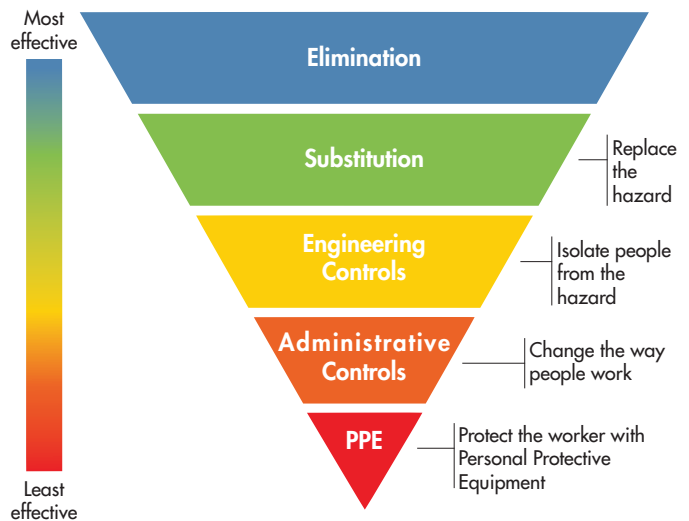 Most
effective
Elimination
Substitution
Replace
the
hazard
Engineering
Controls
Isolate people
from the
hazard
Administrative
Controls
Change the way
people work
PPE
Protect the worker with
Personal Protective
Equipment
Least
effective